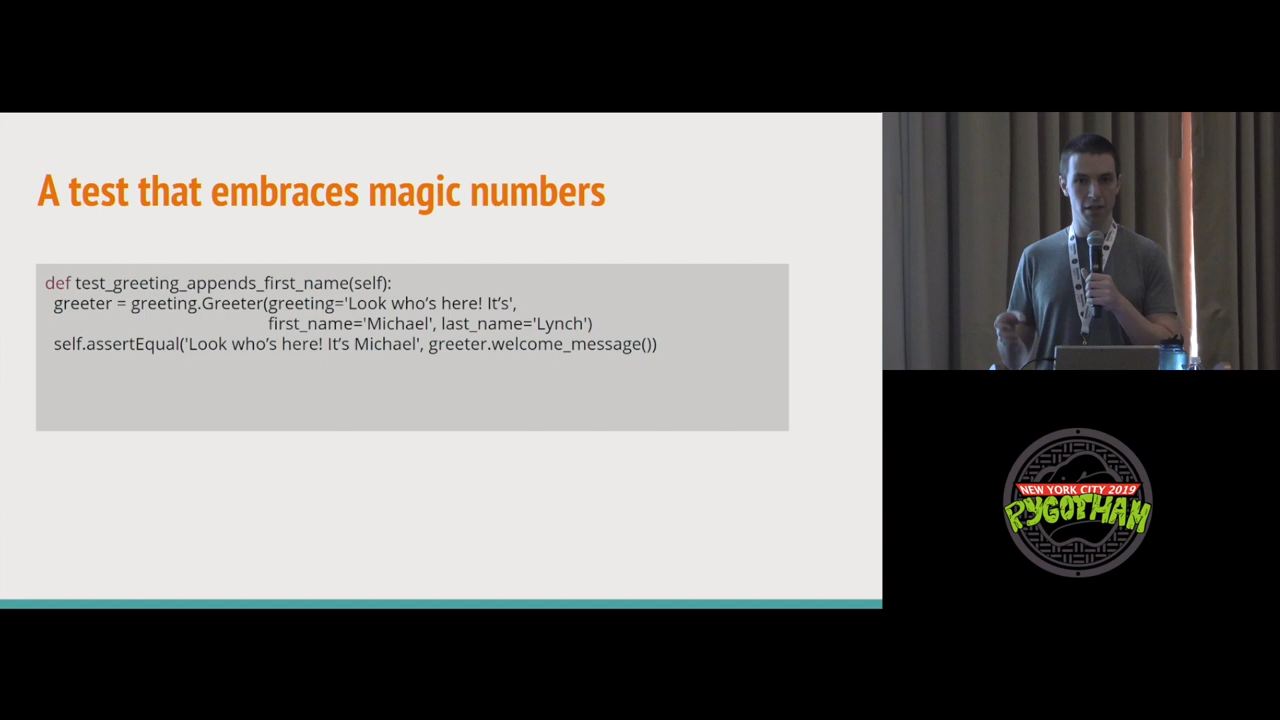 A test that embraces magic numbers
def test_greeting_appends_first_name(self):
greeter = greeting.Greeter(greeting='Look who’s here! It’s',
first_name='Michael', last_name='Lynch')
self.assertEqual('Look who’s here! It’s Michael', greeter.welcome_message())
NEW YORK CITY 2019
PYGOTHAM